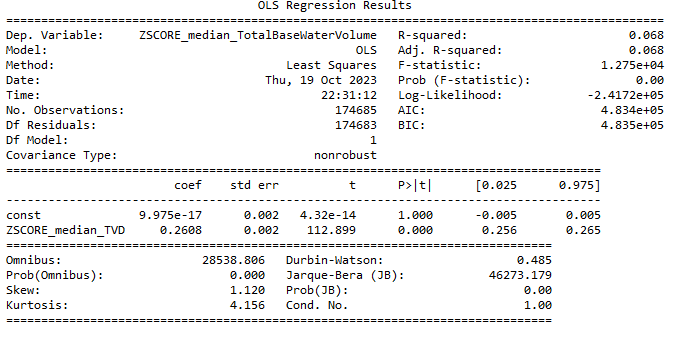 OLS Regression Results
==============================================================================
Dep. Variable: ZSCORE_median_TotalBaseWaterVolume R-squared: 0.068
Model: OLS Adj. R-squared: 0.068
Method: Least Squares F-statistic: 1.275e+04
Date: Thu, 19 Oct 2023 Prob (F-statistic): 0.00
Time: 22:31:12 Log-Likelihood: -2.4172e+05
No. Observations: 174685 AIC: 4.834e+05
Df Residuals: 174683 BIC: 4.835e+05
Df Model: 1
Covariance Type: nonrobust
==============================================================================
coef std err t P>|t| [0.025 0.975]
------------------------------------------------------------------------------
const 9.975e-17 0.002 4.32e-14 1.000 -0.005 0.005
ZSCORE_median_TVD 0.2608 0.002 112.899 0.000 0.256 0.265
==============================================================================
Omnibus: 28538.806 Durbin-Watson: 0.485
Prob(Omnibus): 0.000 Jarque-Bera (JB): 46273.179
Skew: 1.120 Prob(JB): 0.00
Kurtosis: 4.156 Cond. No. 1.00
==============================================================================